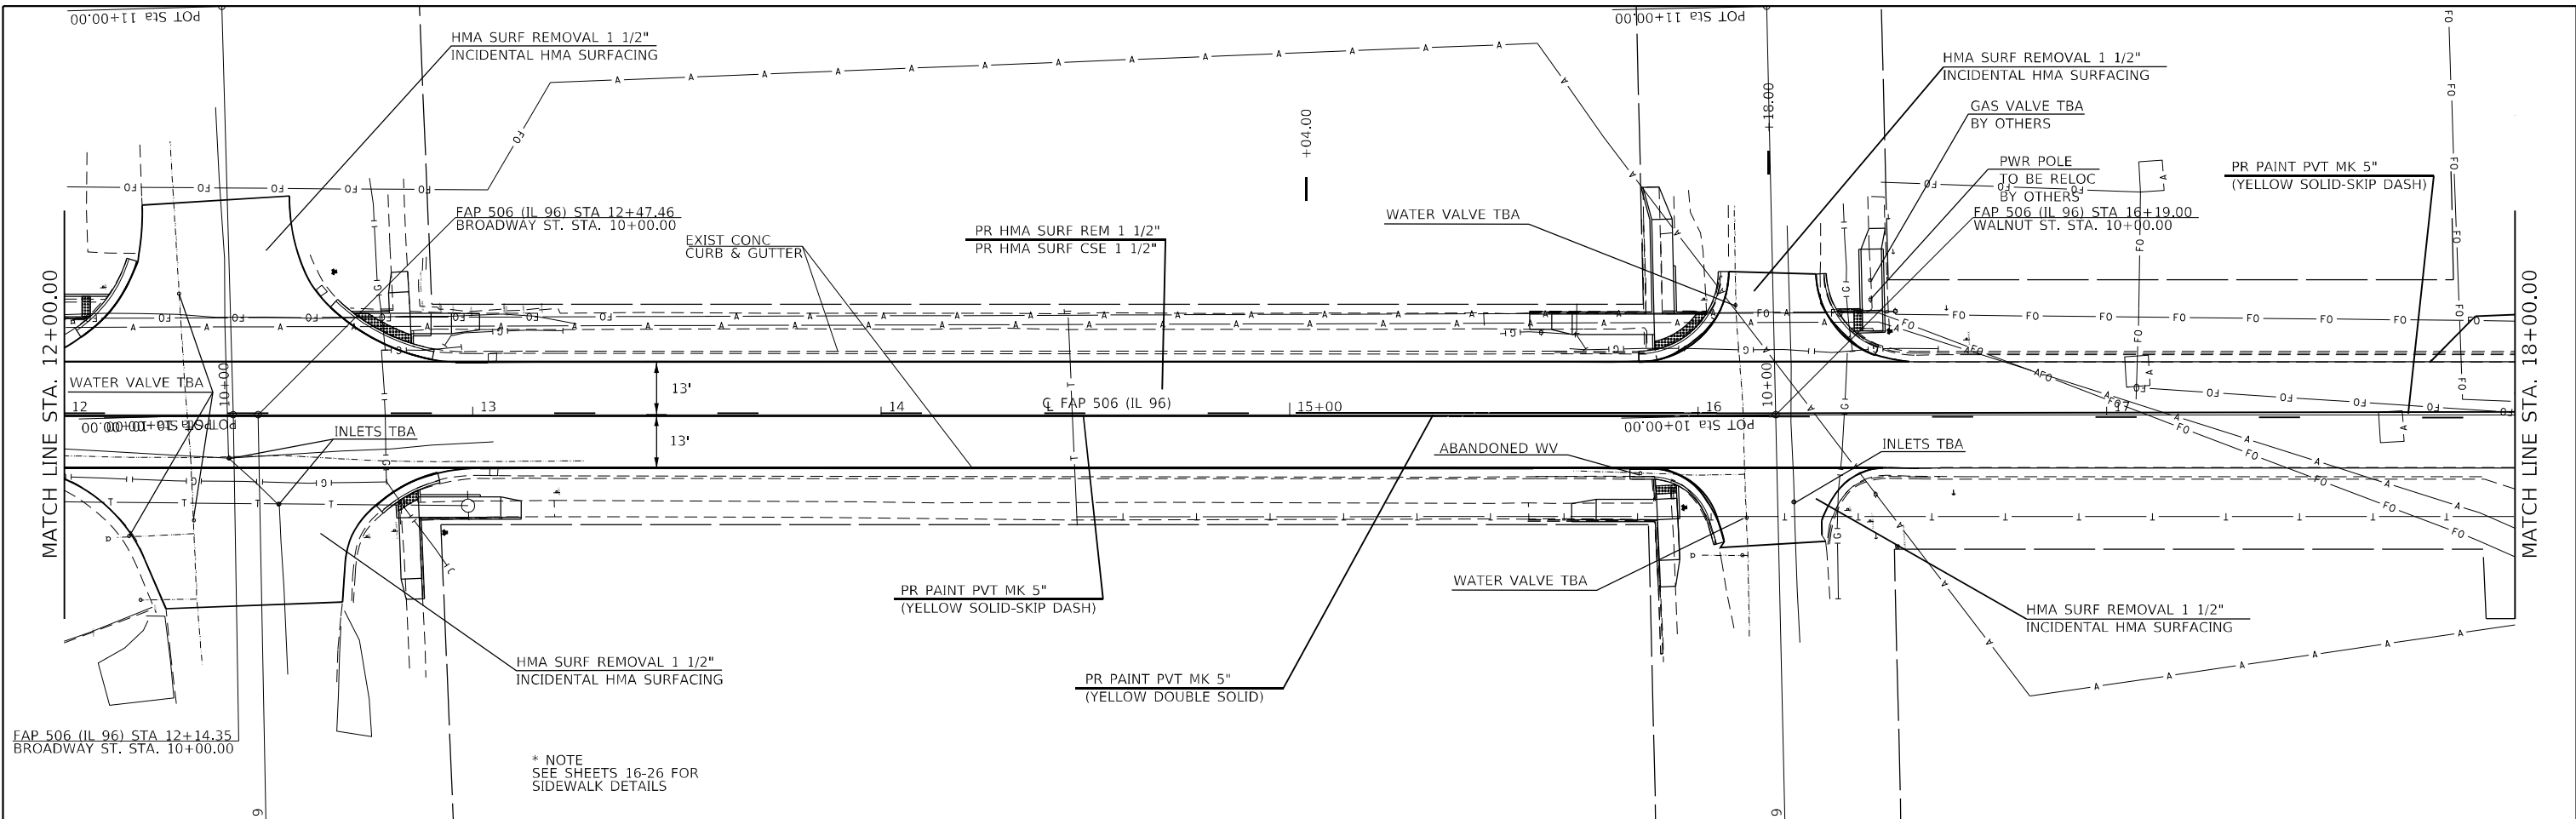 POT Sta 11+00.00
POT Sta 11+00.00
HMA SURF REMOVAL 1 1/2"
INCIDENTAL HMA SURFACING
HMA SURF REMOVAL 1 1/2"
INCIDENTAL HMA SURFACING
+04.00
+18.00
GAS VALVE TBA
BY OTHERS
PWR POLE
TO BE RELOC
BY OTHERS
PR PAINT PVT MK 5"
(YELLOW SOLID-SKIP DASH)
FAP 506 (IL 96) STA 12+47.46
BROADWAY ST. STA. 10+00.00
WATER VALVE TBA
FAP 506 (IL 96) STA 16+19.00
WALNUT ST. STA. 10+00.00
EXIST CONC
CURB & GUTTER
PR HMA SURF REM 1 1/2"
PR HMA SURF CSE 1 1/2"
MATCH LINE STA. 12+00.00
MATCH LINE STA. 18+00.00
WATER VALVE TBA
10+00
13'
10+00
12
13
14
℄ FAP 506 (IL 96)
15+00
16
17
POT Sta 10+00.00
INLETS TBA
13'
ABANDONED WV
INLETS TBA
WATER VALVE TBA
PR PAINT PVT MK 5"
(YELLOW SOLID-SKIP DASH)
HMA SURF REMOVAL 1 1/2"
INCIDENTAL HMA SURFACING
HMA SURF REMOVAL 1 1/2"
INCIDENTAL HMA SURFACING
PR PAINT PVT MK 5"
(YELLOW DOUBLE SOLID)
FAP 506 (IL 96) STA 12+14.35
BROADWAY ST. STA. 10+00.00
* NOTE
SEE SHEETS 16-26 FOR
SIDEWALK DETAILS
9
9